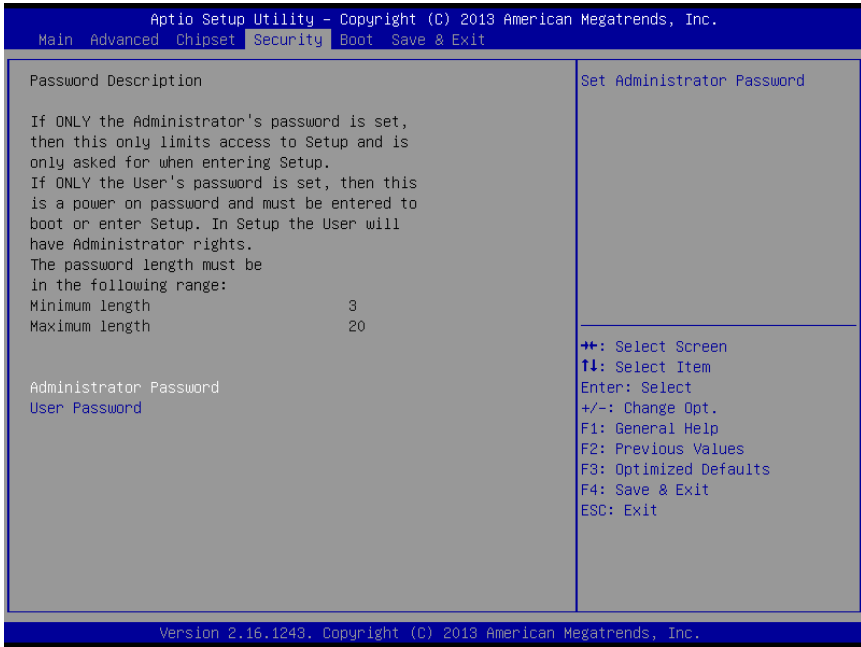 Aptio Setup Utility – Copyright (C) 2013 American Megatrends, Inc.
Main Advanced Chipset Security Boot Save & Exit
Password Description
If ONLY the Administrator's password is set,
then this only limits access to Setup and is
only asked for when entering Setup.
If ONLY the User's password is set, then this
is a power on password and must be entered to
boot or enter Setup. In Setup the User will
have Administrator rights.
The password length must be
in the following range:
Minimum length 3
Maximum length 20
Administrator Password
User Password
Set Administrator Password
→←: Select Screen
↑↓: Select Item
Enter: Select
+/-: Change Opt.
F1: General Help
F2: Previous Values
F3: Optimized Defaults
F4: Save & Exit
ESC: Exit
Version 2.16.1243. Copyright (C) 2013 American Megatrends, Inc.